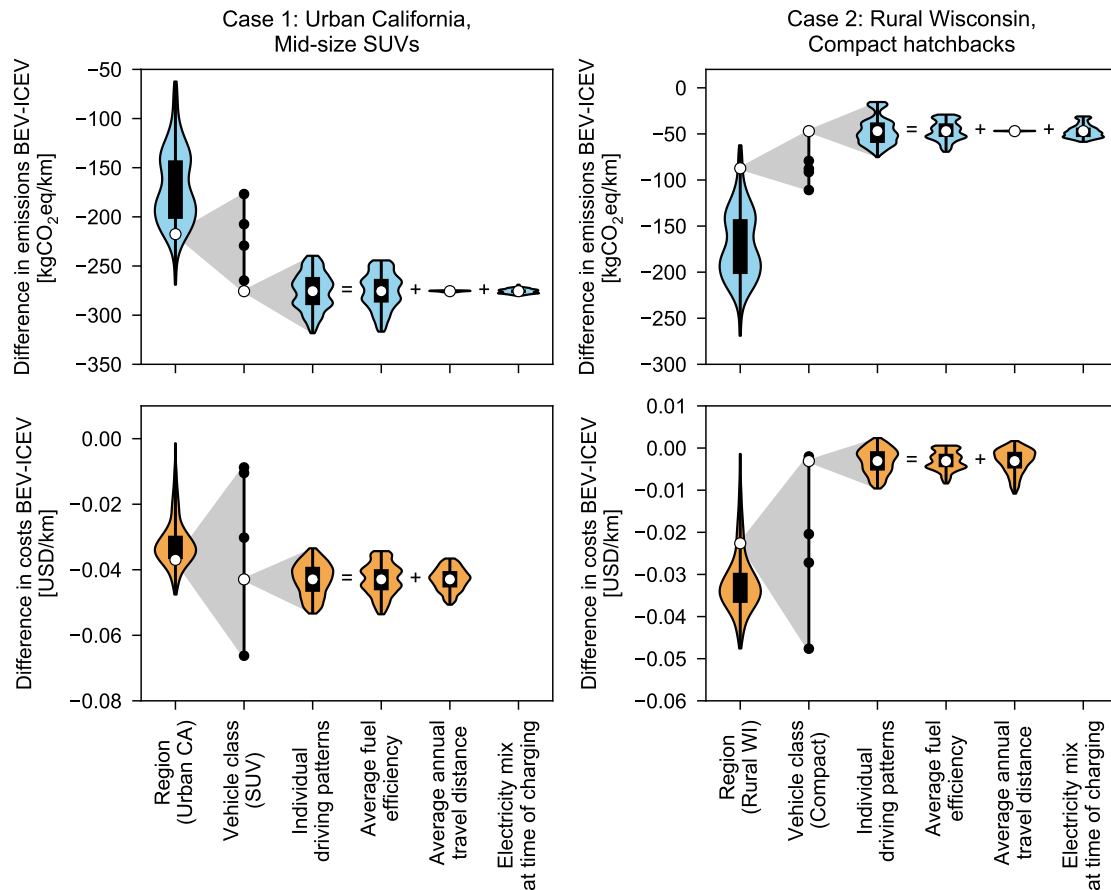 Case 1: Urban California,
Mid-size SUVs
Case 2: Rural Wisconsin,
Compact hatchbacks
Difference in emissions BEV-ICEV
[kgCO₂eq/km]
−50
−100
−150
−200
−250
−300
−350
= + +
Difference in emissions BEV-ICEV
[kgCO₂eq/km]
0
−50
−100
−150
−200
−250
−300
= + +
Difference in costs BEV-ICEV
[USD/km]
0.00
−0.02
−0.04
−0.06
−0.08
= +
Difference in costs BEV-ICEV
[USD/km]
0.01
0.00
−0.01
−0.02
−0.03
−0.04
−0.05
−0.06
= +
Region
(Urban CA)
Vehicle class
(SUV)
Individual
driving patterns
Average fuel
efficiency
Average annual
travel distance
Electricity mix
at time of charging
Region
(Rural WI)
Vehicle class
(Compact)
Individual
driving patterns
Average fuel
efficiency
Average annual
travel distance
Electricity mix
at time of charging